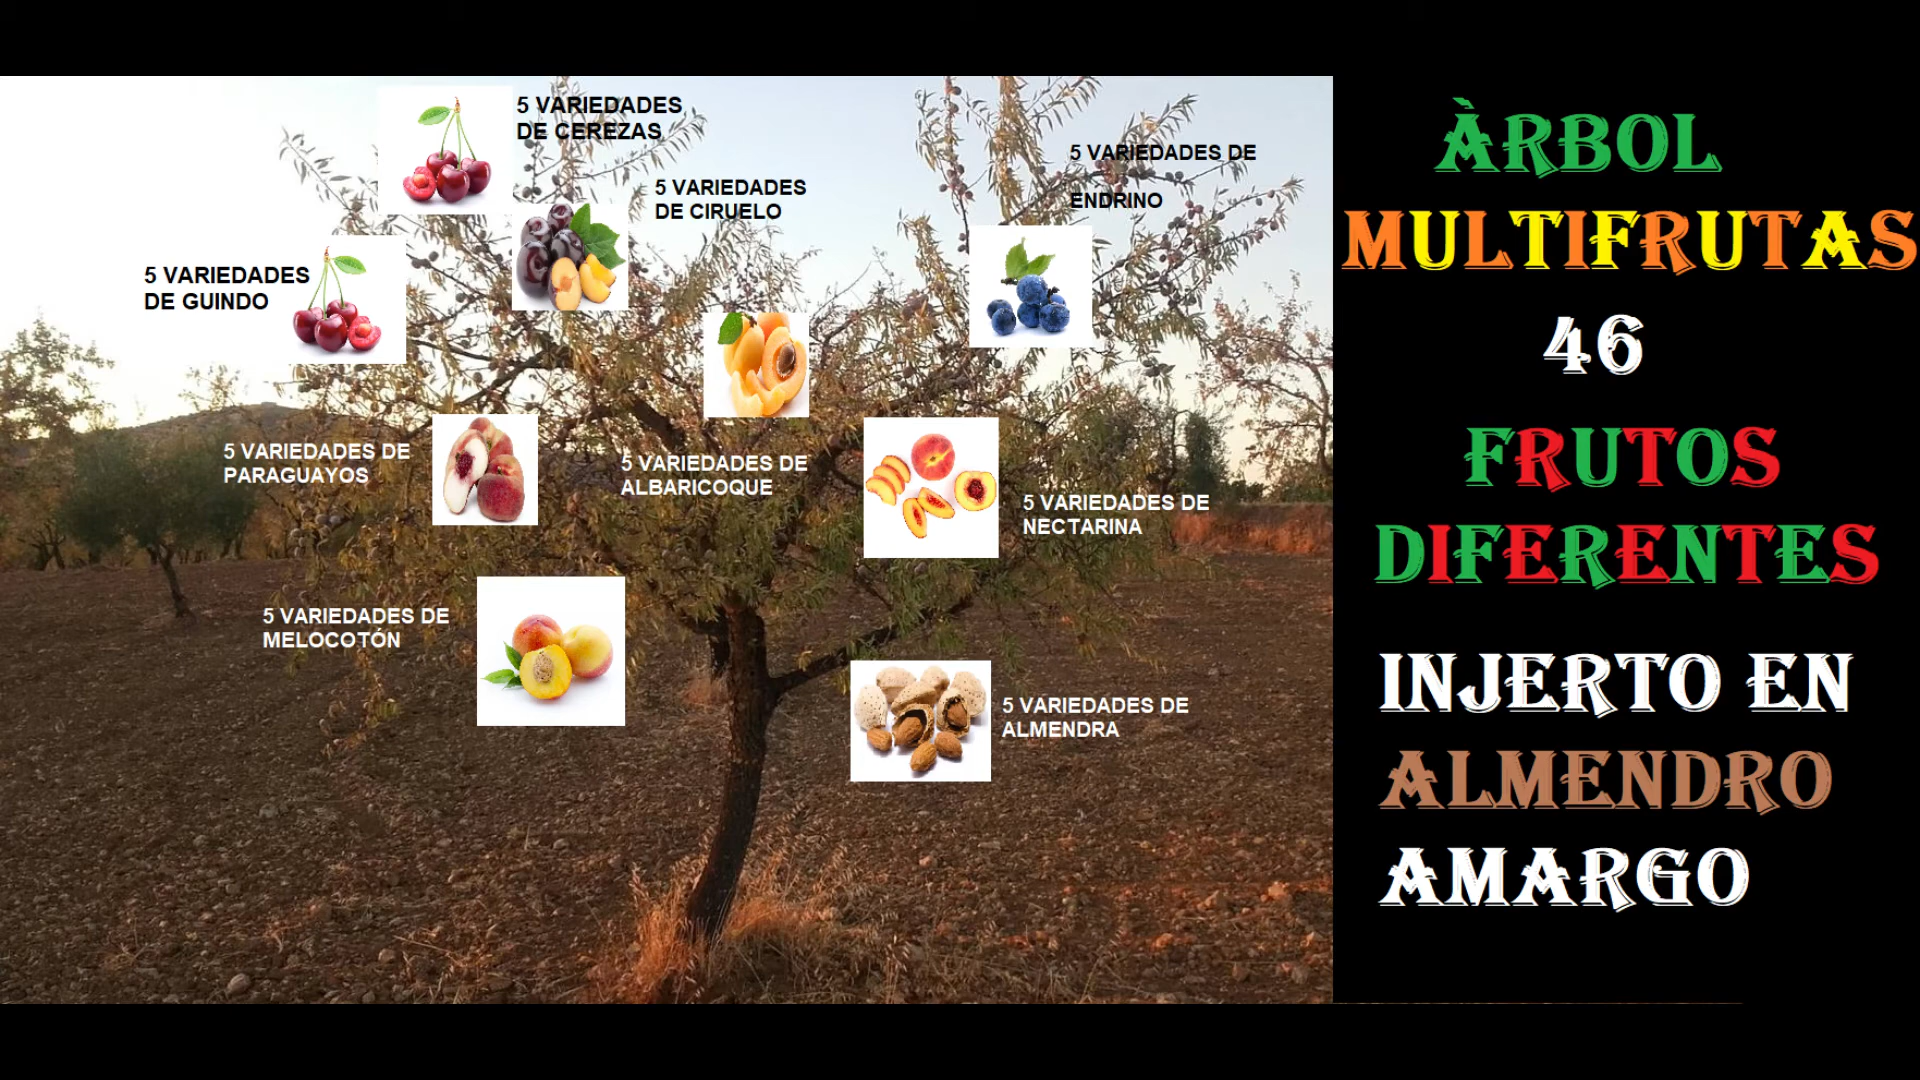 5 VARIEDADES
DE CEREZAS
5 VARIEDADES DE
ENDRINO
5 VARIEDADES
DE CIRUELO
5 VARIEDADES
DE GUINDO
5 VARIEDADES DE
PARAGUAYOS
5 VARIEDADES DE
ALBARICOQUE
5 VARIEDADES DE
NECTARINA
5 VARIEDADES DE
MELOCOTÓN
5 VARIEDADES DE
ALMENDRA
ÀRBOL
MULTIFRUTAS
46
FRUTOS
DIFERENTES
INJERTO EN
ALMENDRO
AMARGO